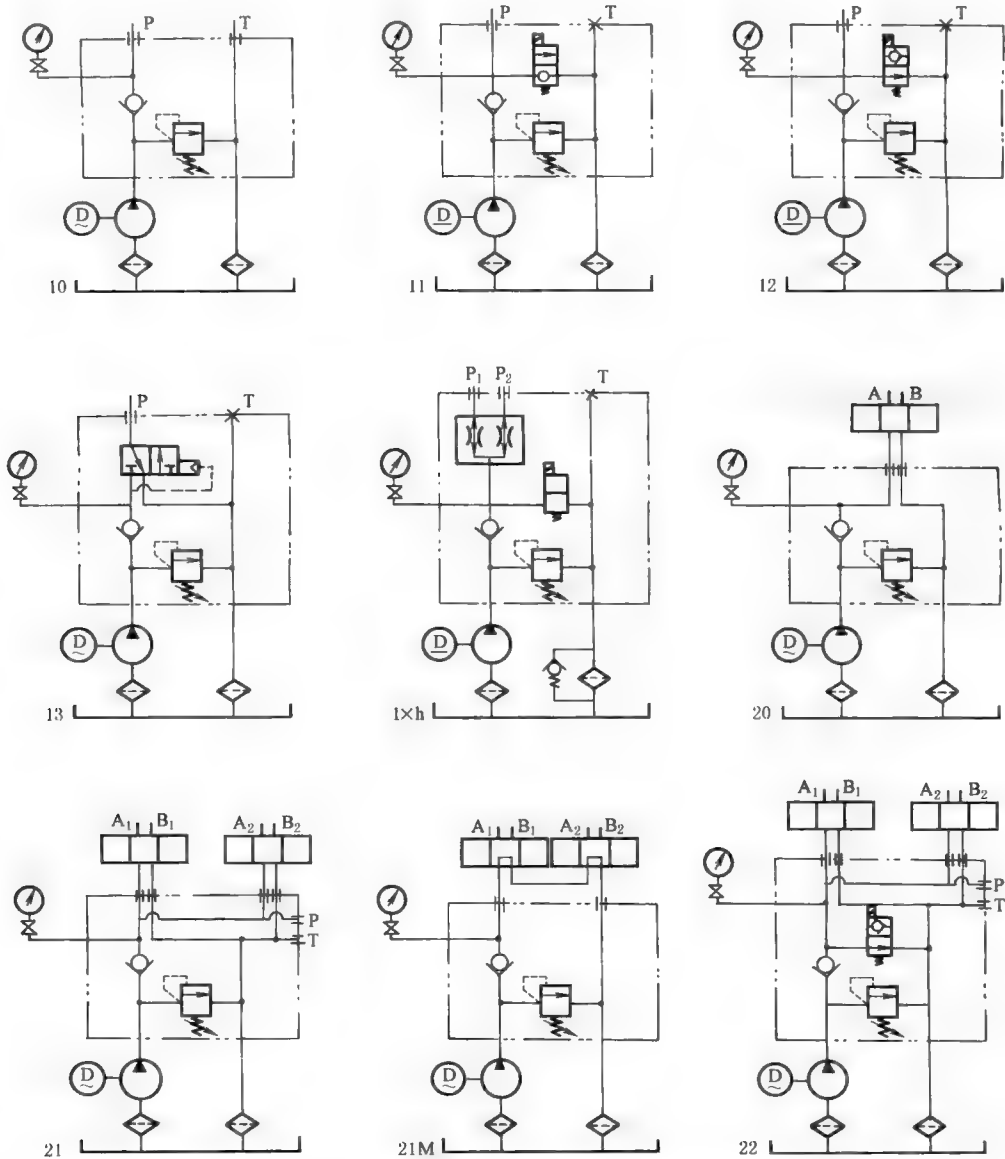 P T
D
10
P T
D
11
P T
D
12
P T
D
13
P₁ P₂ T
D
1×h
A B
D
20
A₁ B₁ A₂ B₂
P
T
D
21
A₁ B₁ A₂ B₂
D
21M
A₁ B₁ A₂ B₂
P
T
D
22